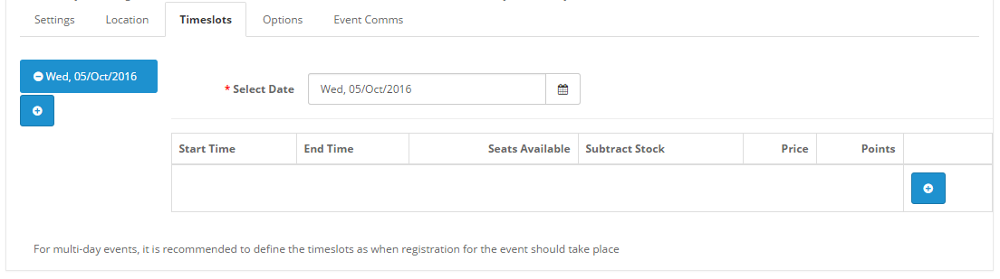 Settings Location Timeslots Options Event Comms
Wed, 05/Oct/2016
* Select Date Wed, 05/Oct/2016
Start Time End Time Seats Available Subtract Stock Price Points
For multi-day events, it is recommended to define the timeslots as when registration for the event should take place